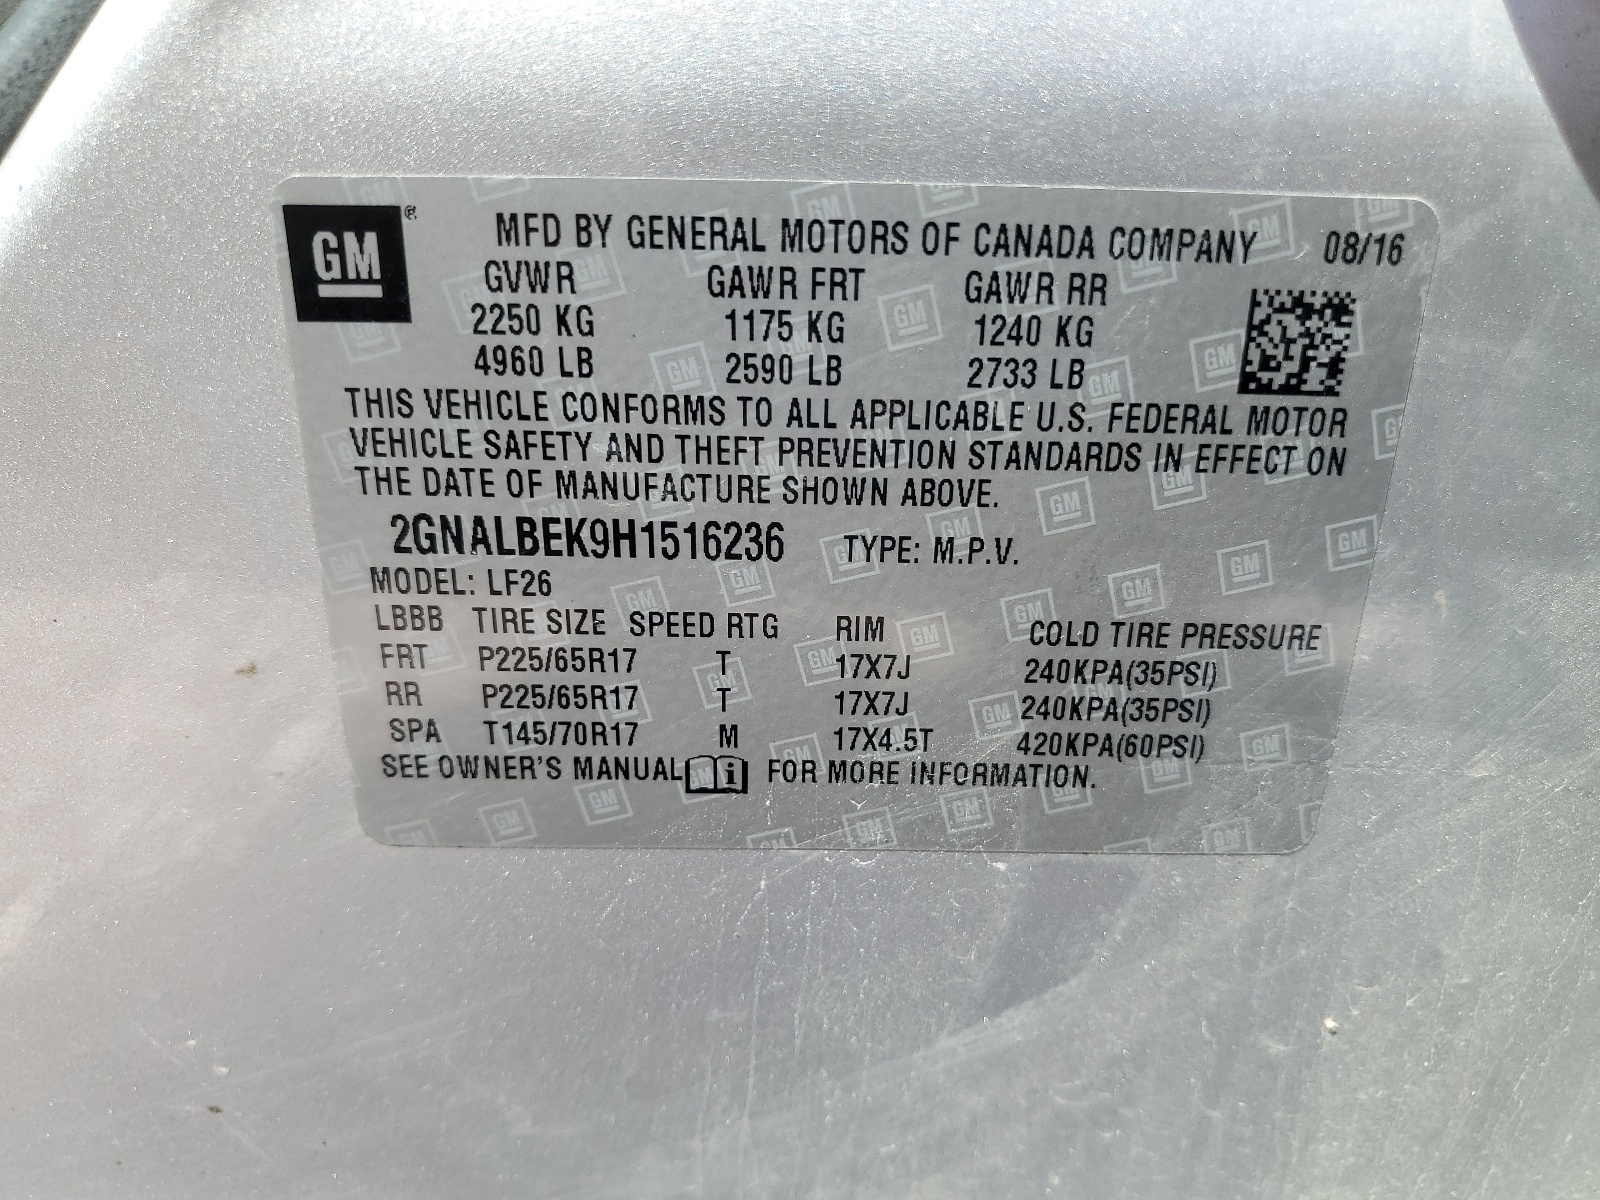 GM ® MFD BY GENERAL MOTORS OF CANADA COMPANY 08/16
GVWR GAWR FRT GAWR RR
2250 KG 1175 KG 1240 KG
4960 LB 2590 LB 2733 LB
THIS VEHICLE CONFORMS TO ALL APPLICABLE U.S. FEDERAL MOTOR
VEHICLE SAFETY AND THEFT PREVENTION STANDARDS IN EFFECT ON
THE DATE OF MANUFACTURE SHOWN ABOVE.
2GNALBEK9H1516236 TYPE: M.P.V.
MODEL: LF26
LBBB TIRE SIZE SPEED RTG RIM COLD TIRE PRESSURE
FRT P225/65R17 T 17X7J 240KPA(35PSI)
RR P225/65R17 T 17X7J 240KPA(35PSI)
SPA T145/70R17 M 17X4.5T 420KPA(60PSI)
SEE OWNER'S MANUAL i FOR MORE INFORMATION.